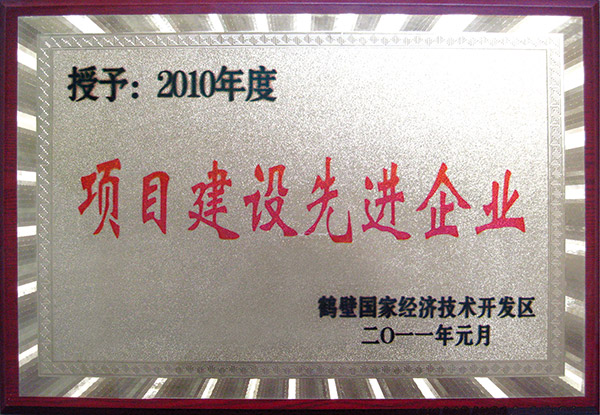 授予：2010年度
项目建设先进企业
鹤壁国家经济技术开发区
二〇一一年元月